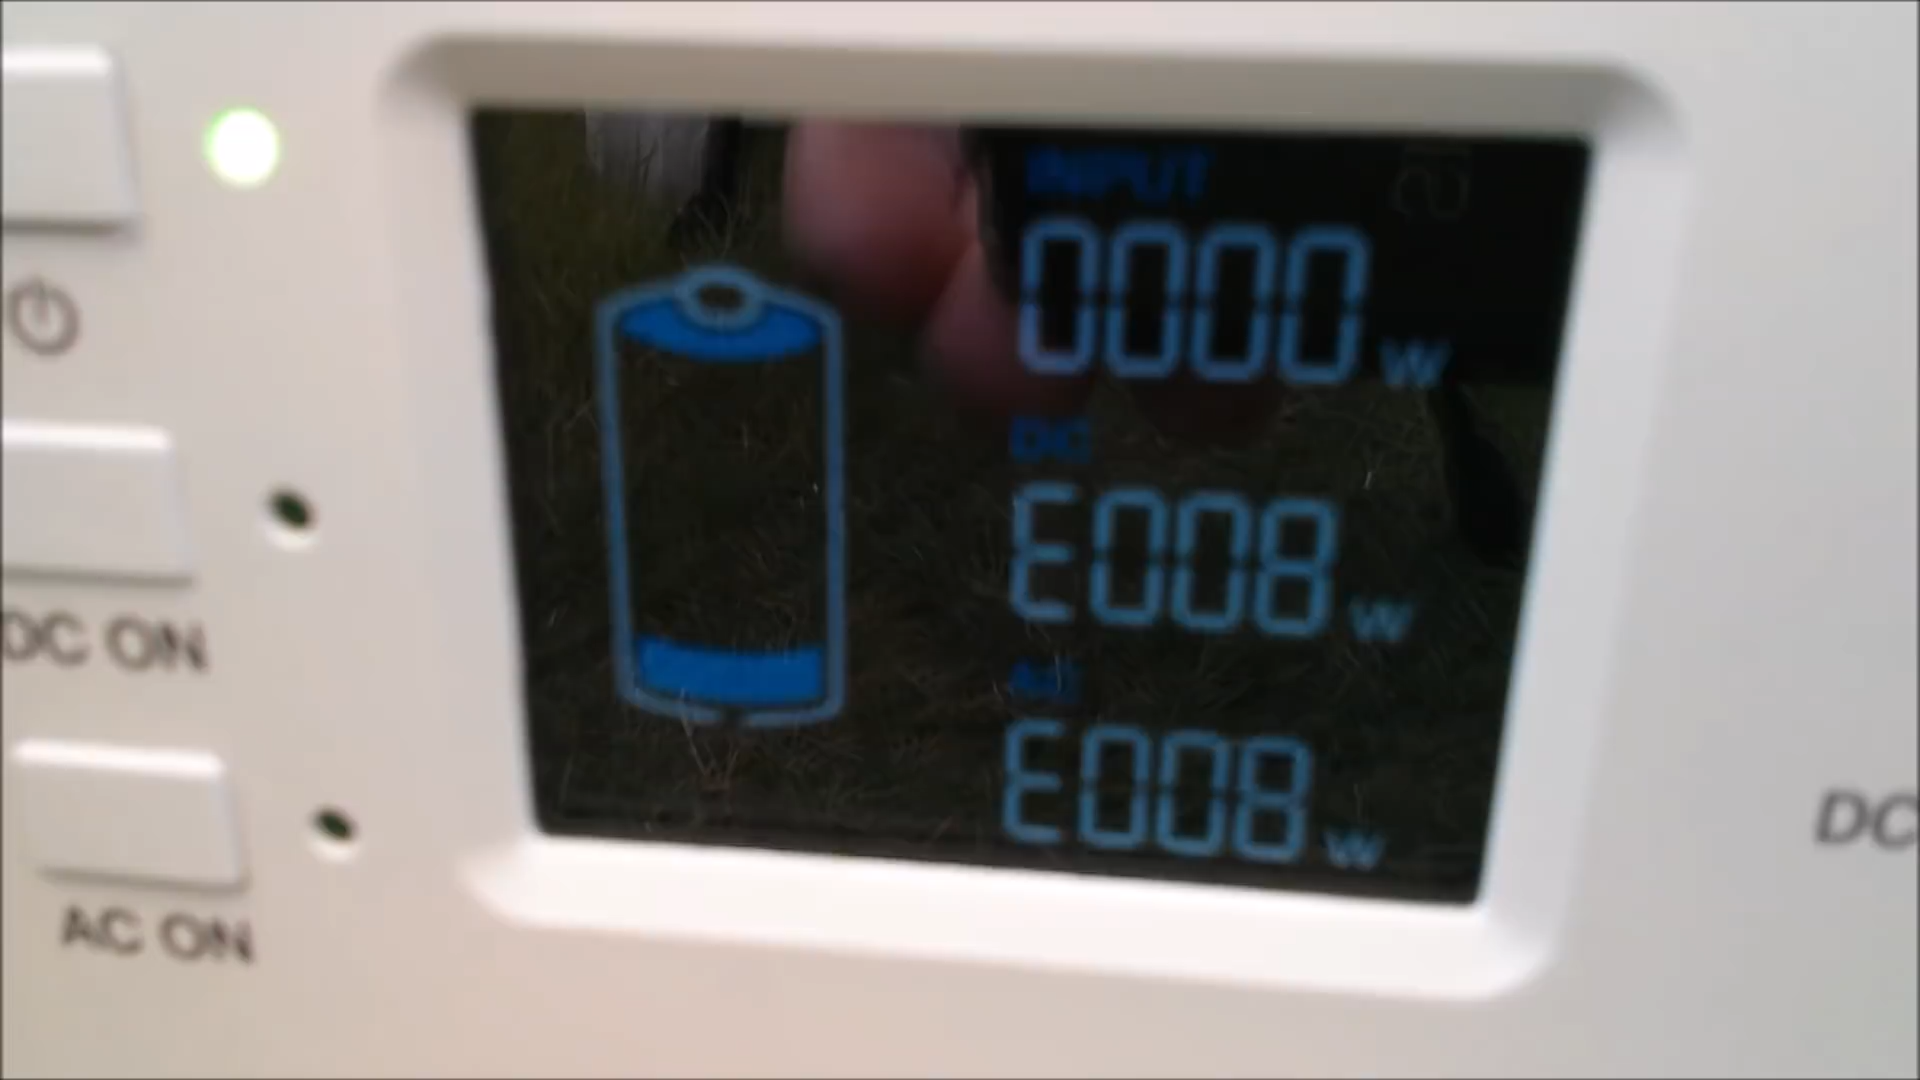 INPUT
0000 W
DC
E008 W
AC
E008 W
DC ON
AC ON
DC